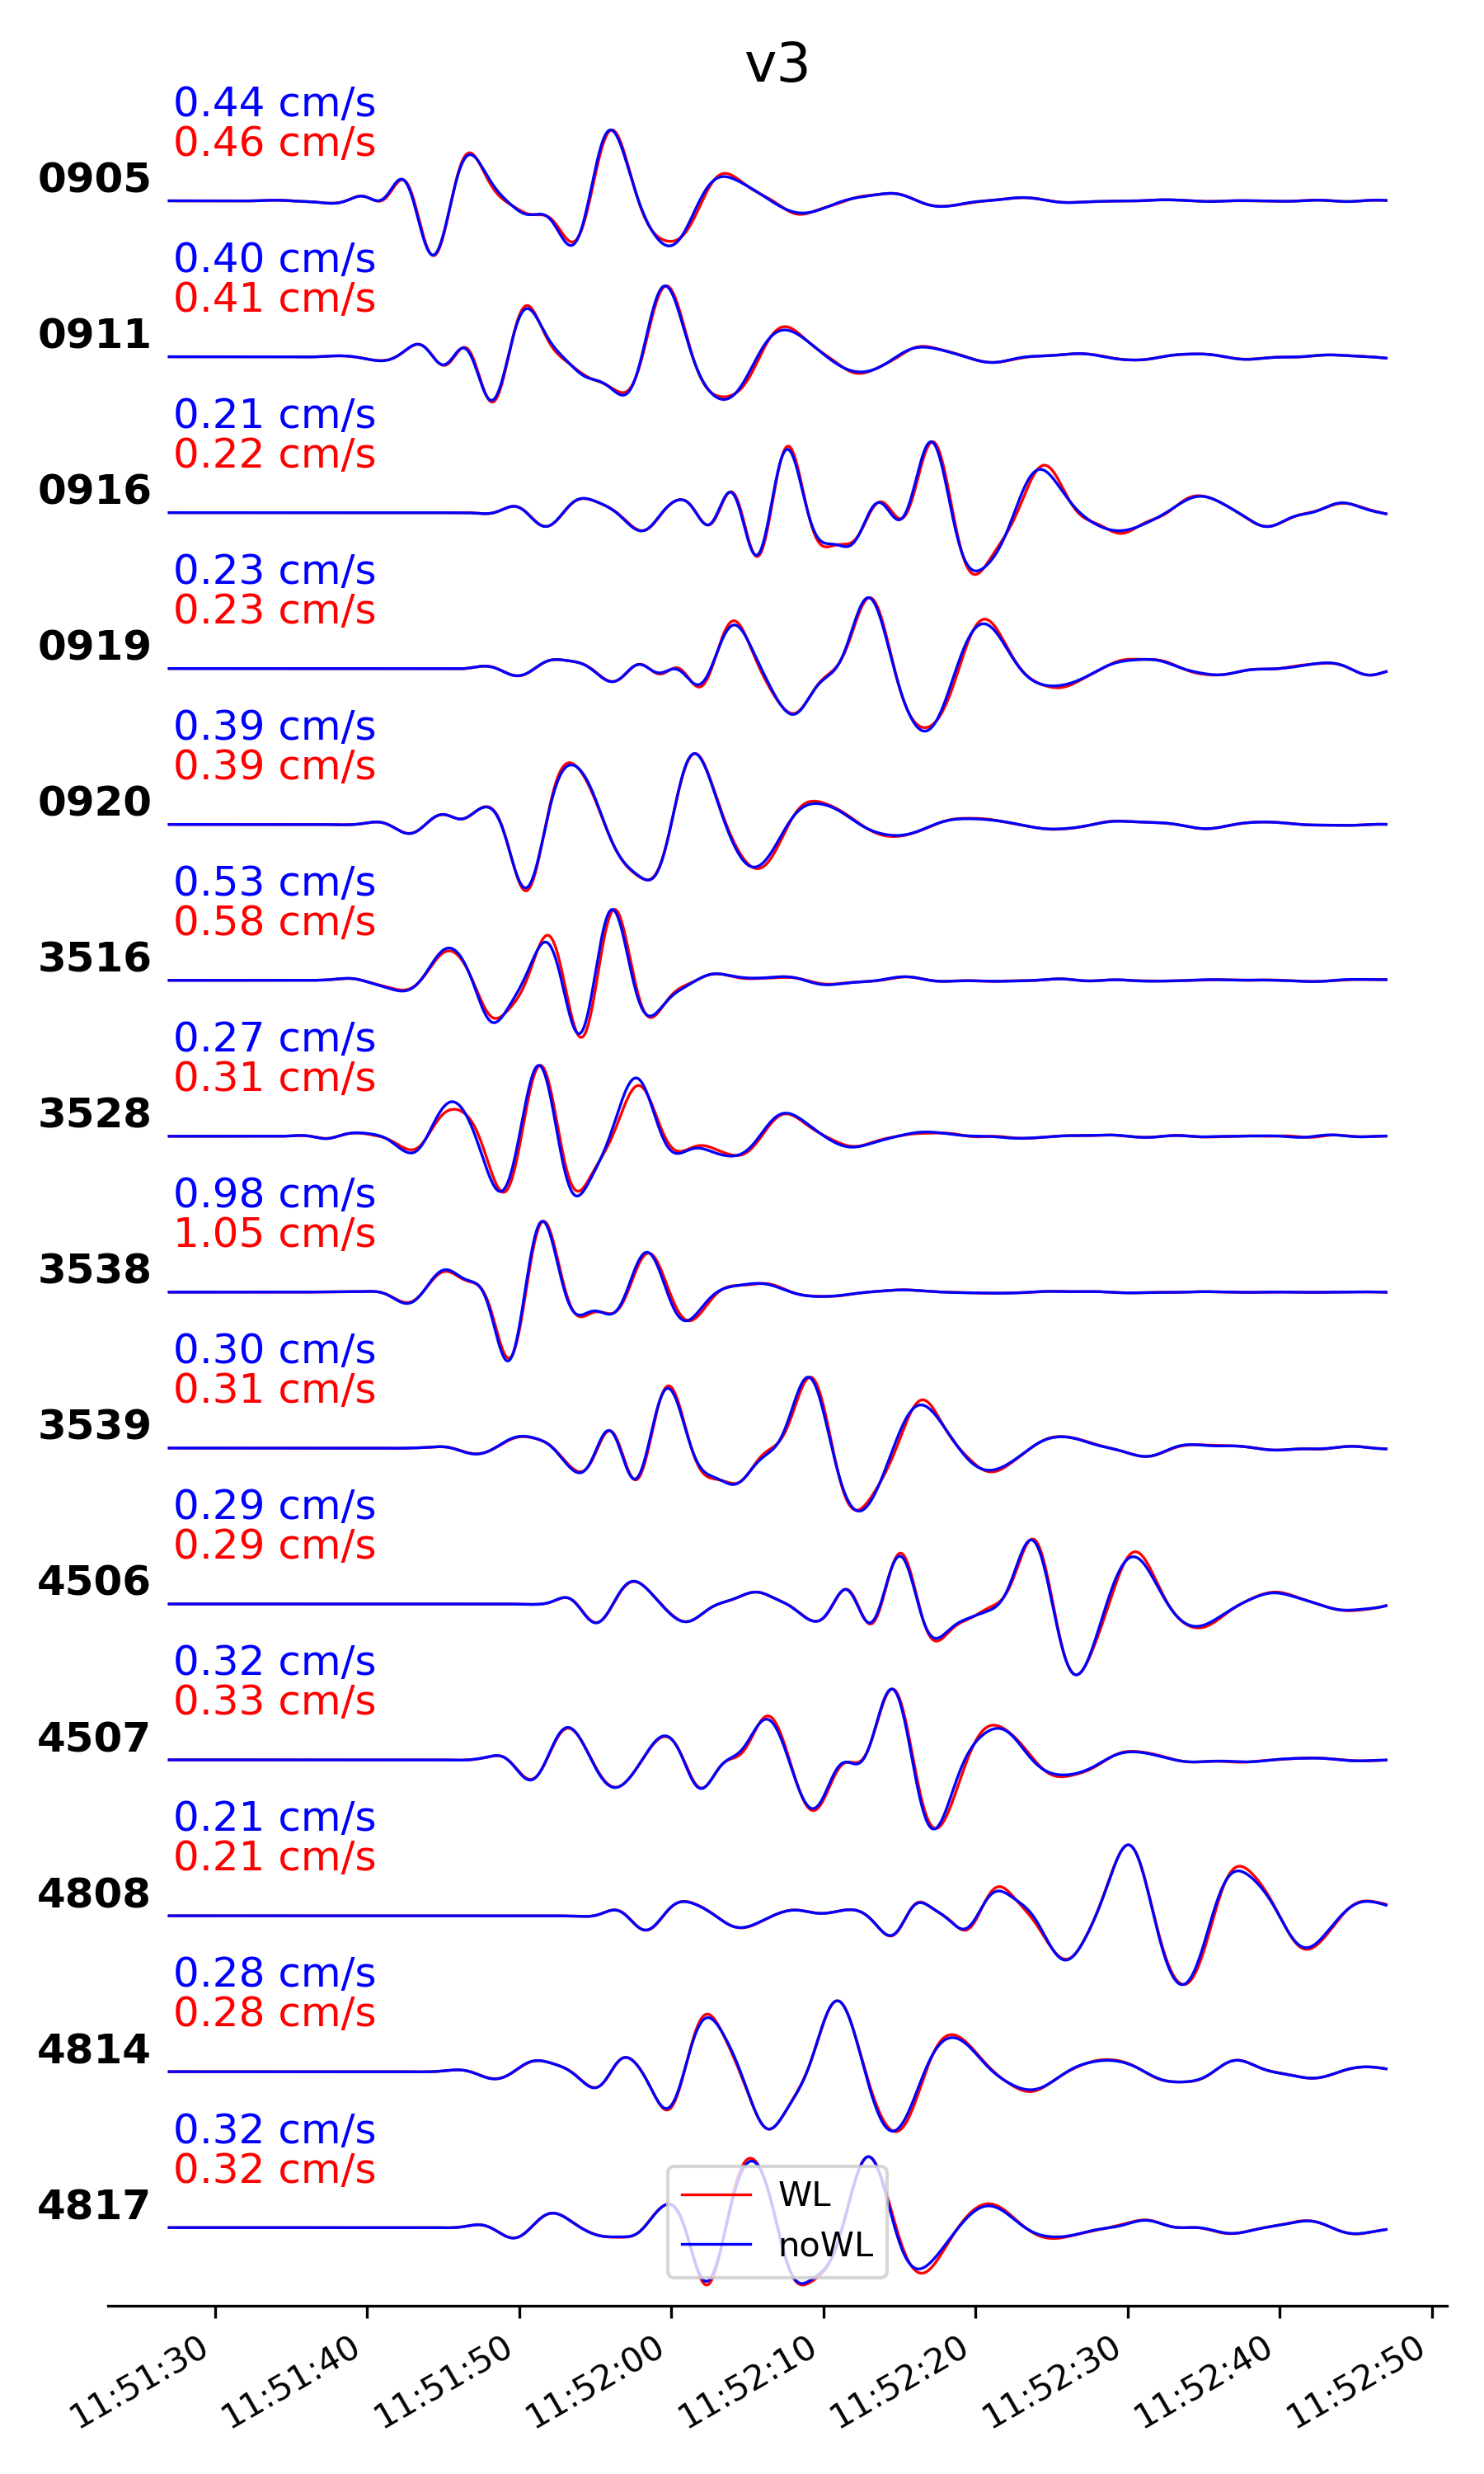 v3
0.44 cm/s
0.46 cm/s
0905
0.40 cm/s
0.41 cm/s
0911
0.21 cm/s
0.22 cm/s
0916
0.23 cm/s
0.23 cm/s
0919
0.39 cm/s
0.39 cm/s
0920
0.53 cm/s
0.58 cm/s
3516
0.27 cm/s
0.31 cm/s
3528
0.98 cm/s
1.05 cm/s
3538
0.30 cm/s
0.31 cm/s
3539
0.29 cm/s
0.29 cm/s
4506
0.32 cm/s
0.33 cm/s
4507
0.21 cm/s
0.21 cm/s
4808
0.28 cm/s
0.28 cm/s
4814
0.32 cm/s
0.32 cm/s
4817
WL
noWL
11:51:30
11:51:40
11:51:50
11:52:00
11:52:10
11:52:20
11:52:30
11:52:40
11:52:50